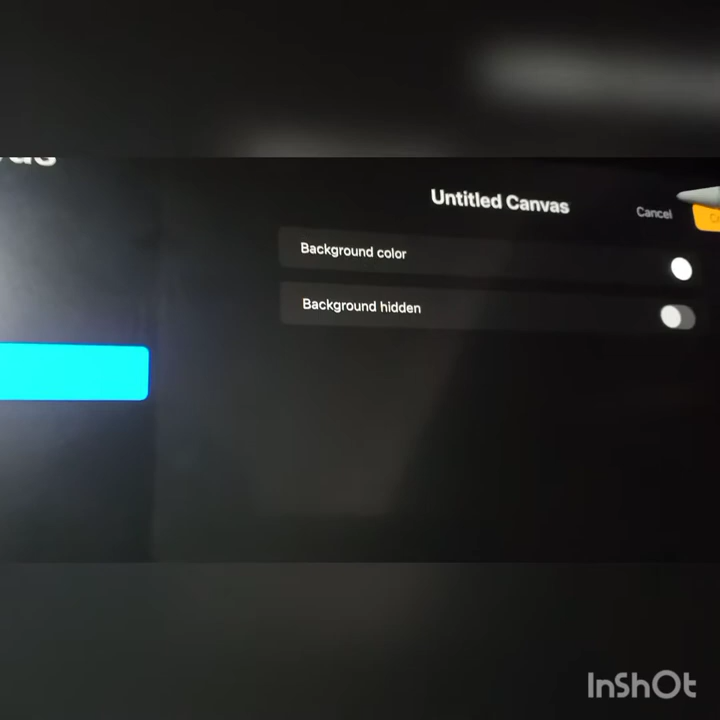 Untitled Canvas
Cancel
Background color
Background hidden
InShOt